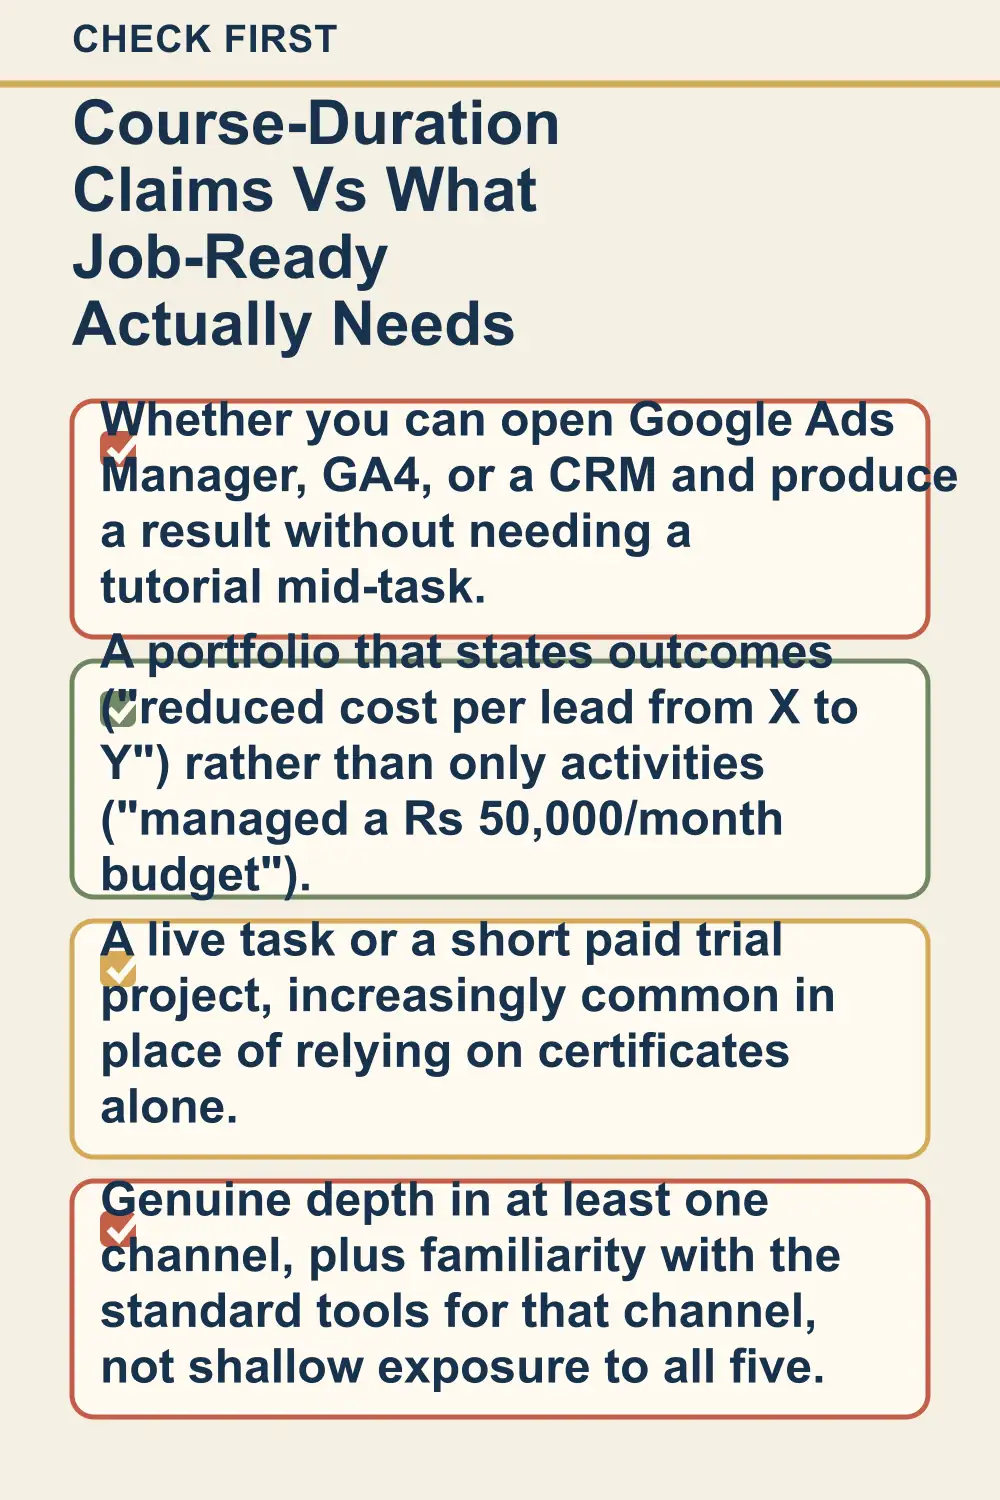 CHECK FIRST
Course-Duration
Claims Vs What
Job-Ready
Actually Needs
Whether you can open Google Ads
Manager, GA4, or a CRM and produce
a result without needing a
tutorial mid-task.
A portfolio that states outcomes
("reduced cost per lead from X to
Y") rather than only activities
("managed a Rs 50,000/month
budget").
A live task or a short paid trial
project, increasingly common in
place of relying on certificates
alone.
Genuine depth in at least one
channel, plus familiarity with the
standard tools for that channel,
not shallow exposure to all five.